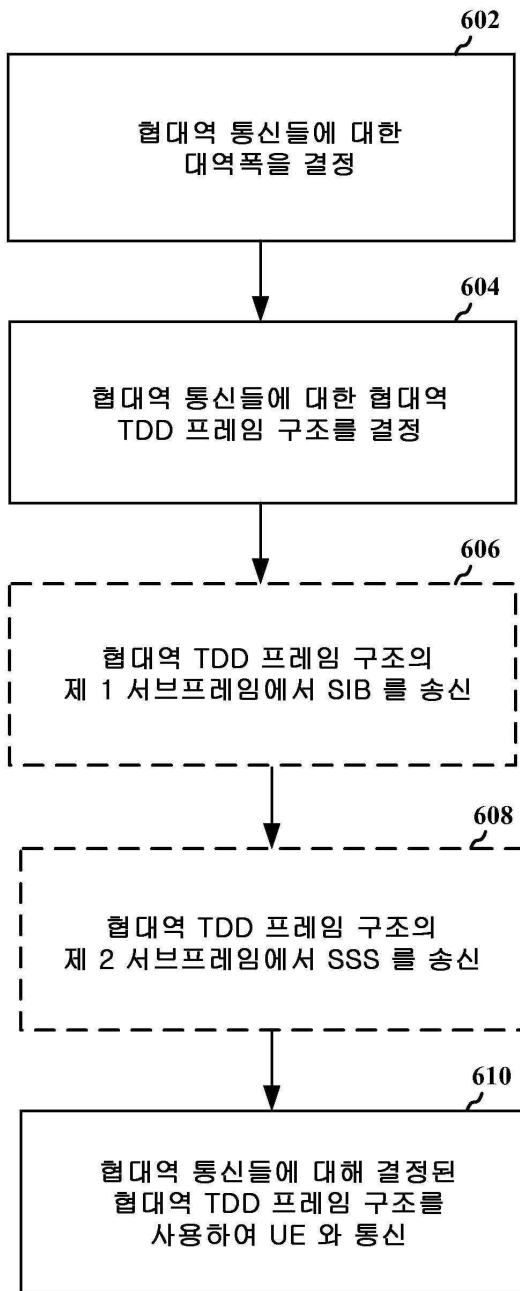 602
협대역 통신들에 대한
대역폭을 결정
604
협대역 통신들에 대한 협대역
TDD 프레임 구조를 결정
606
협대역 TDD 프레임 구조의
제 1 서브프레임에서 SIB 를 송신
608
협대역 TDD 프레임 구조의
제 2 서브프레임에서 SSS 를 송신
610
협대역 통신들에 대해 결정된
협대역 TDD 프레임 구조를
사용하여 UE 와 통신